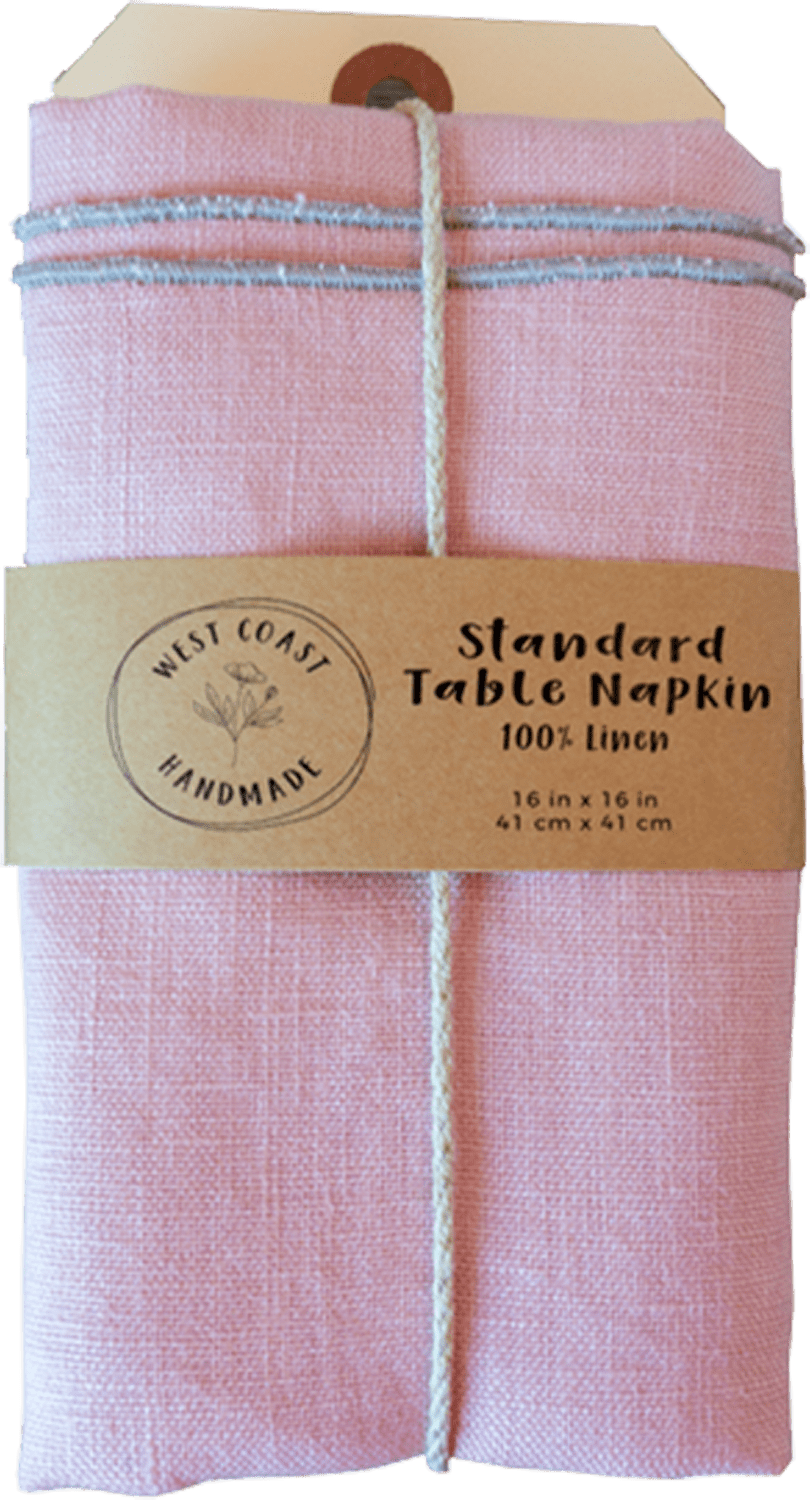 WEST COAST
HANDMADE
Standard
Table Napkin
100% Linen
16 in x 16 in
41 cm x 41 cm